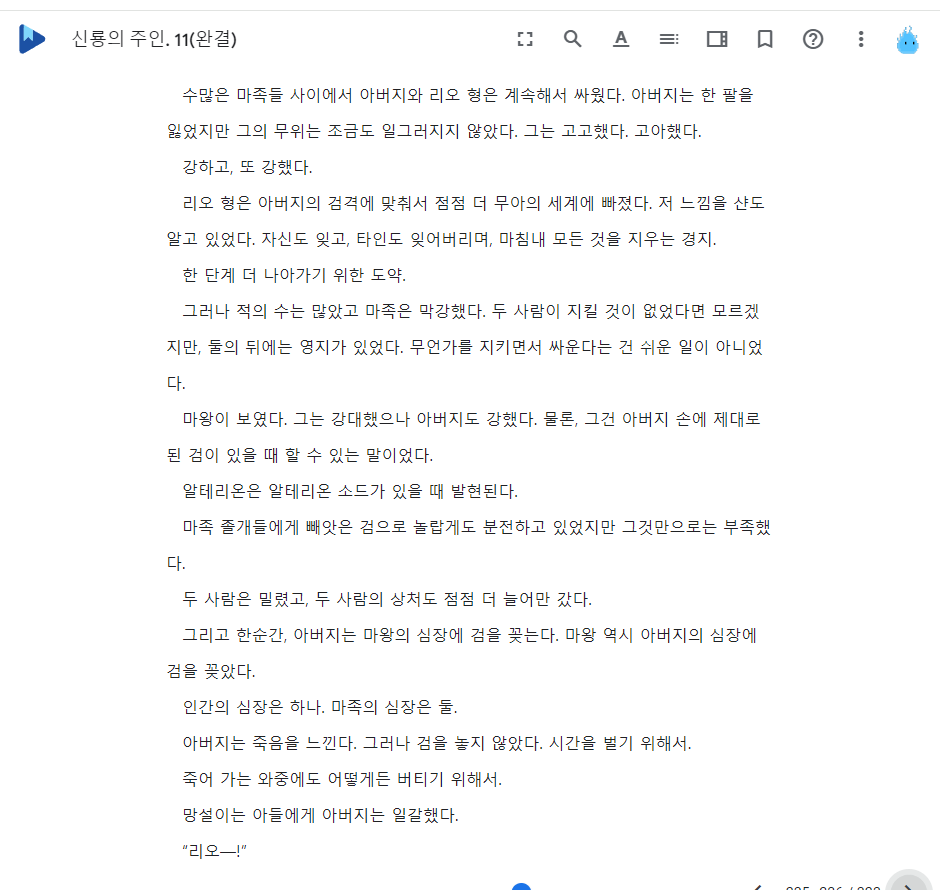 신룡의 주인. 11(완결)
수많은 마족들 사이에서 아버지와 리오 형은 계속해서 싸웠다. 아버지는 한 팔을
잃었지만 그의 무위는 조금도 일그러지지 않았다. 그는 고고했다. 고아했다.
강하고, 또 강했다.
리오 형은 아버지의 검격에 맞춰서 점점 더 무아의 세계에 빠졌다. 저 느낌을 샨도
알고 있었다. 자신도 잊고, 타인도 잊어버리며, 마침내 모든 것을 지우는 경지.
한 단계 더 나아가기 위한 도약.
그러나 적의 수는 많았고 마족은 막강했다. 두 사람이 지킬 것이 없었다면 모르겠
지만, 둘의 뒤에는 영지가 있었다. 무언가를 지키면서 싸운다는 건 쉬운 일이 아니었
다.
마왕이 보였다. 그는 강대했으나 아버지도 강했다. 물론, 그건 아버지 손에 제대로
된 검이 있을 때 할 수 있는 말이었다.
알테리온은 알테리온 소드가 있을 때 발현된다.
마족 졸개들에게 빼앗은 검으로 놀랍게도 분전하고 있었지만 그것만으로는 부족했
다.
두 사람은 밀렸고, 두 사람의 상처도 점점 더 늘어만 갔다.
그리고 한순간, 아버지는 마왕의 심장에 검을 꽂는다. 마왕 역시 아버지의 심장에
검을 꽂았다.
인간의 심장은 하나. 마족의 심장은 둘.
아버지는 죽음을 느낀다. 그러나 검을 놓지 않았다. 시간을 벌기 위해서.
죽어 가는 와중에도 어떻게든 버티기 위해서.
망설이는 아들에게 아버지는 일갈했다.
“리오—!”